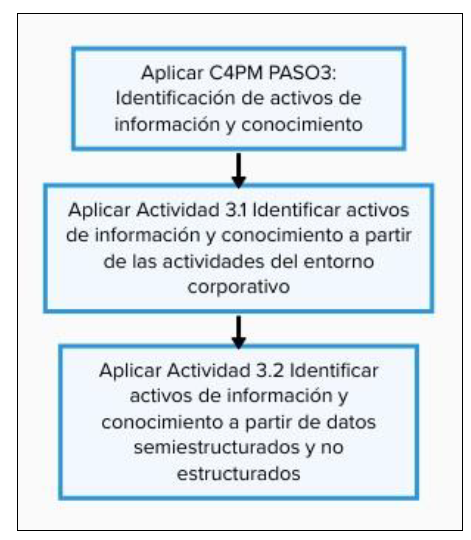 Aplicar C4PM PASO3:
Identificación de activos de
información y conocimiento
Aplicar Actividad 3.1 Identificar activos
de información y conocimiento a partir
de las actividades del entorno
corporativo
Aplicar Actividad 3.2 Identificar
activos de información y
conocimiento a partir de datos
semiestructurados y no
estructurados